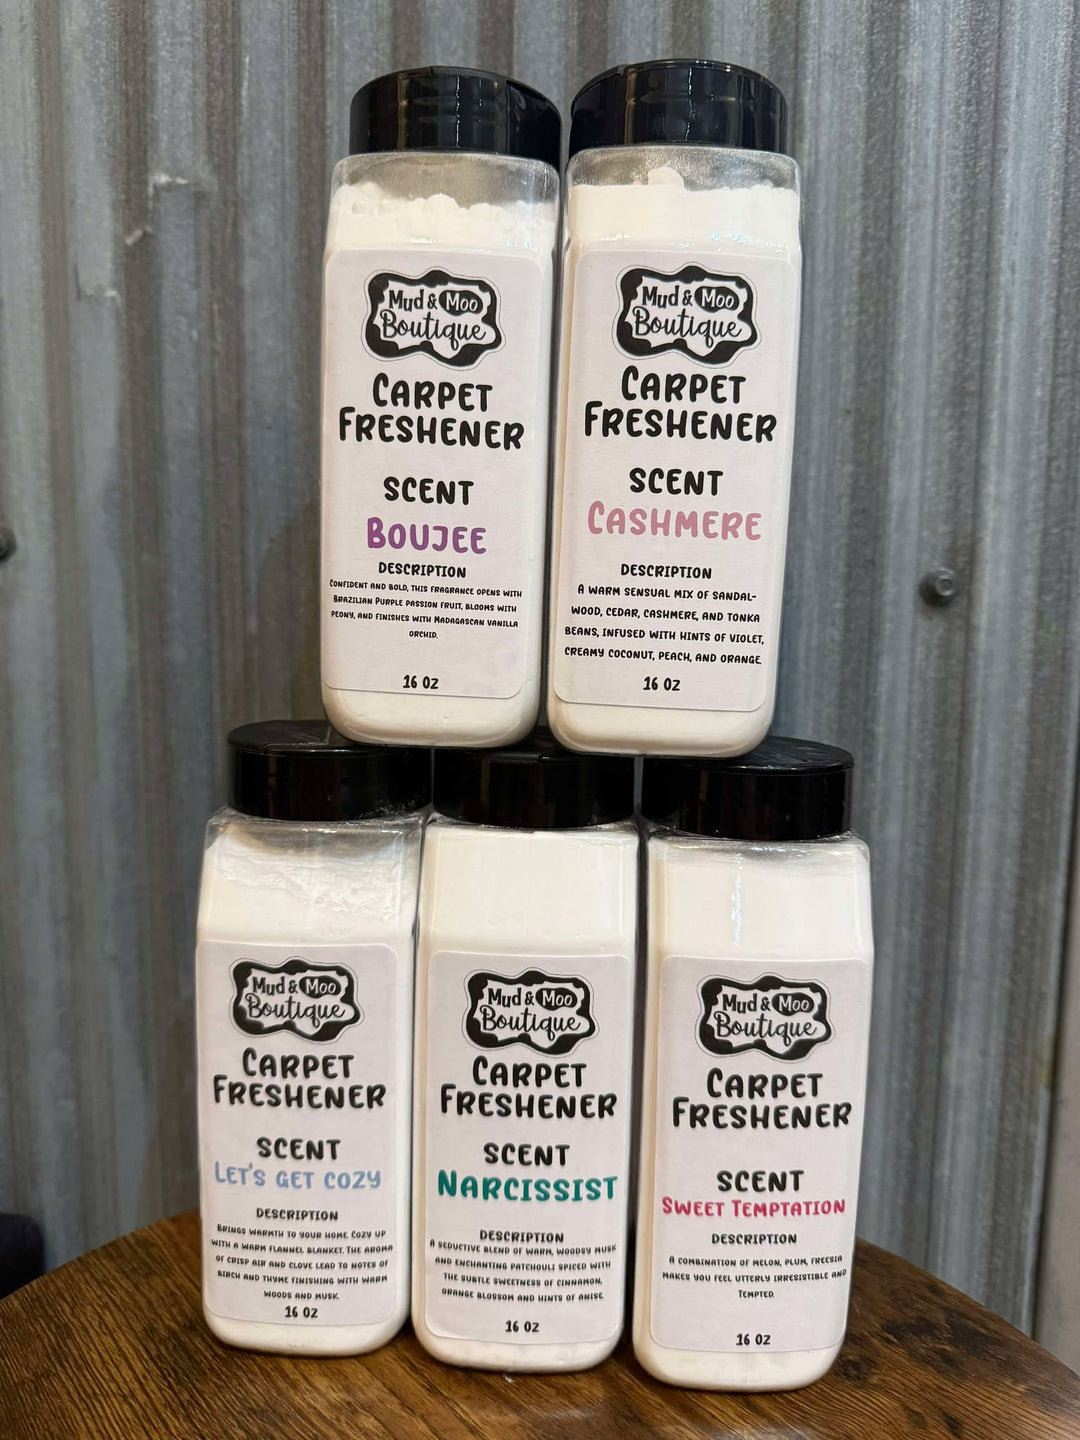 Mud & Moo
Boutique
CARPET
FRESHENER
SCENT
BOUJEE
DESCRIPTION
CONFIDENT AND BOLD, THIS FRAGRANCE OPENS WITH
BRAZILIAN PURPLE PASSION FRUIT, BLOOMS WITH
PEONY, AND FINISHES WITH MADAGASCAN VANILLA
ORCHID.
16 OZ
Mud & Moo
Boutique
CARPET
FRESHENER
SCENT
CASHMERE
DESCRIPTION
A WARM SENSUAL MIX OF SANDAL-
WOOD, CEDAR, CASHMERE, AND TONKA
BEANS, INFUSED WITH HINTS OF VIOLET,
CREAMY COCONUT, PEACH, AND ORANGE.
16 OZ
Mud & Moo
Boutique
CARPET
FRESHENER
SCENT
LET'S GET COZY
DESCRIPTION
BRINGS WARMTH TO YOUR HOME. COZY UP
WITH A WARM FLANNEL BLANKET. THE AROMA
OF CRISP AIR AND CLOVE LEAD TO NOTES OF
BIRCH AND THYME FINISHING WITH WARM
WOODS AND MUSK.
16 OZ
Mud & Moo
Boutique
CARPET
FRESHENER
SCENT
NARCISSIST
DESCRIPTION
A SEDUCTIVE BLEND OF WARM, WOODSY MUSK
AND ENCHANTING PATCHOULI SPICED WITH
THE SUBTLE SWEETNESS OF CINNAMON,
ORANGE BLOSSOM AND HINTS OF ANISE.
16 OZ
Mud & Moo
Boutique
CARPET
FRESHENER
SCENT
SWEET TEMPTATION
DESCRIPTION
A COMBINATION OF MELON, PLUM, FREESIA
MAKES YOU FEEL UTTERLY IRRESISTIBLE AND
TEMPTED.
16 OZ